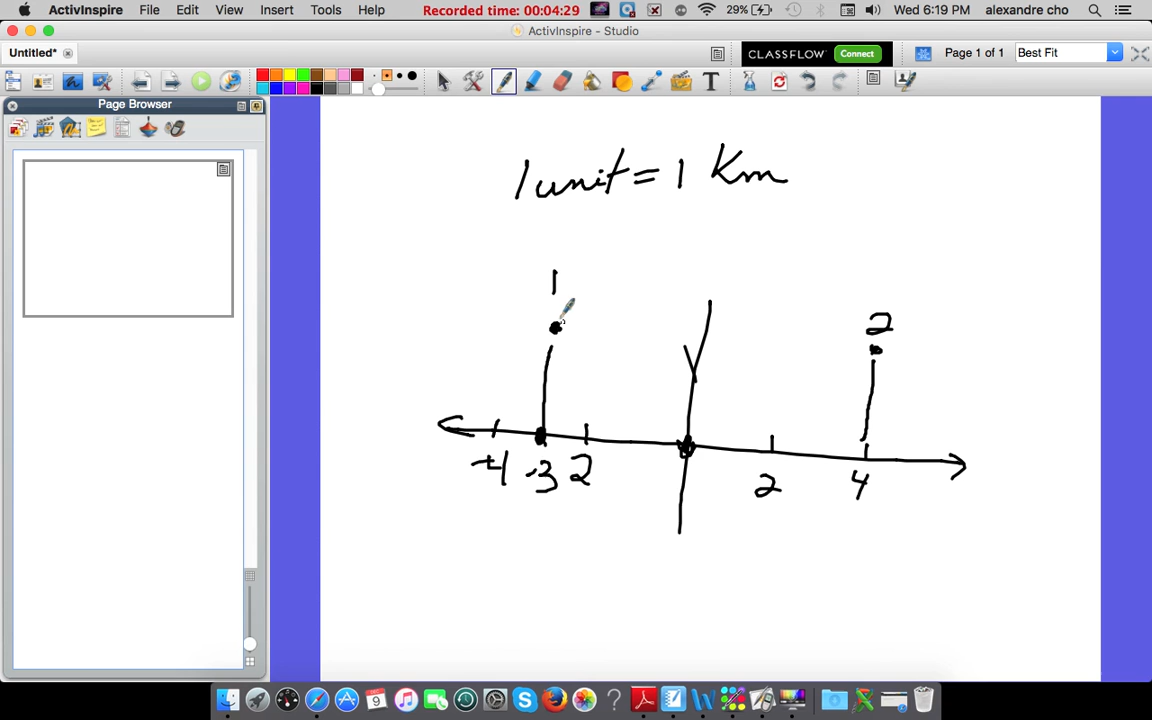 ActivInspire File Edit View Insert Tools Help Recorded time: 00:04:29 29% Wed 6:19 PM alexandre cho
ActivInspire - Studio
Untitled* CLASSFLOW Connect Page 1 of 1 Best Fit
Page Browser
1 unit = 1 Km
1
2
-4 -3 2 2 4